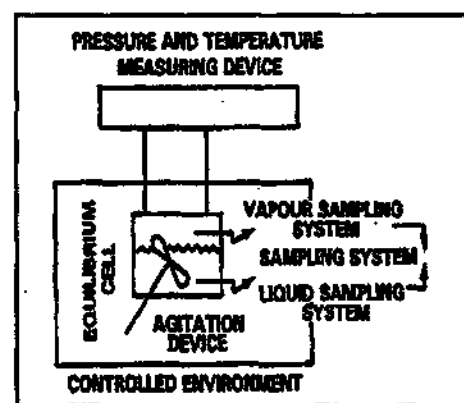 PRESSURE AND TEMPERATURE
MEASURING DEVICE
EQUILIBRIUM
CELL
VAPOUR SAMPLING
SYSTEM
SAMPLING SYSTEM
LIQUID SAMPLING
SYSTEM
AGITATION
DEVICE
CONTROLLED ENVIRONMENT